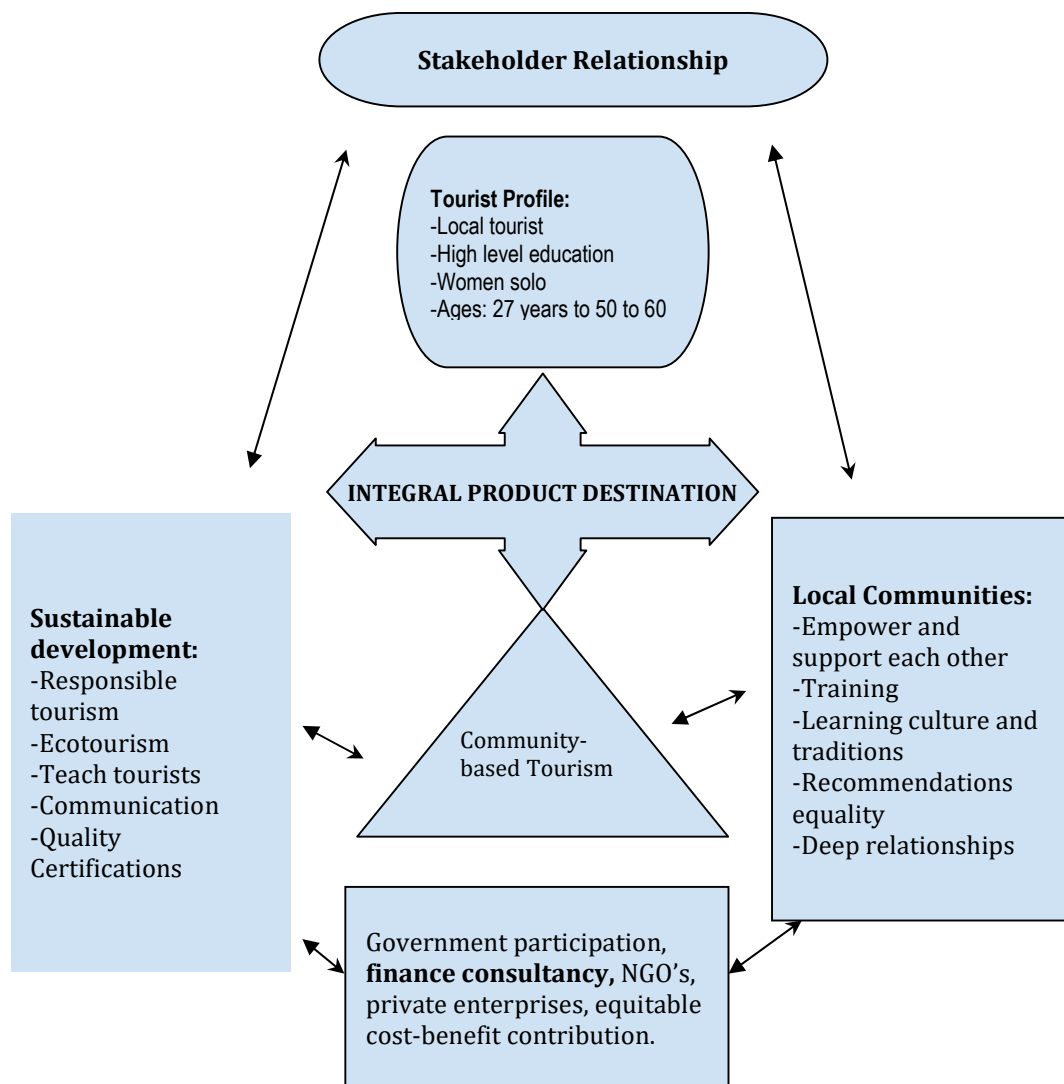 Stakeholder Relationship
Tourist Profile:
-Local tourist
-High level education
-Women solo
-Ages: 27 years to 50 to 60
INTEGRAL PRODUCT DESTINATION
Sustainable
development:
-Responsible
tourism
-Ecotourism
-Teach tourists
-Communication
-Quality
Certifications
Community-
based Tourism
Local Communities:
-Empower and
support each other
-Training
-Learning culture and
traditions
-Recommendations
equality
-Deep relationships
Government participation,
finance consultancy, NGO’s,
private enterprises, equitable
cost-benefit contribution.